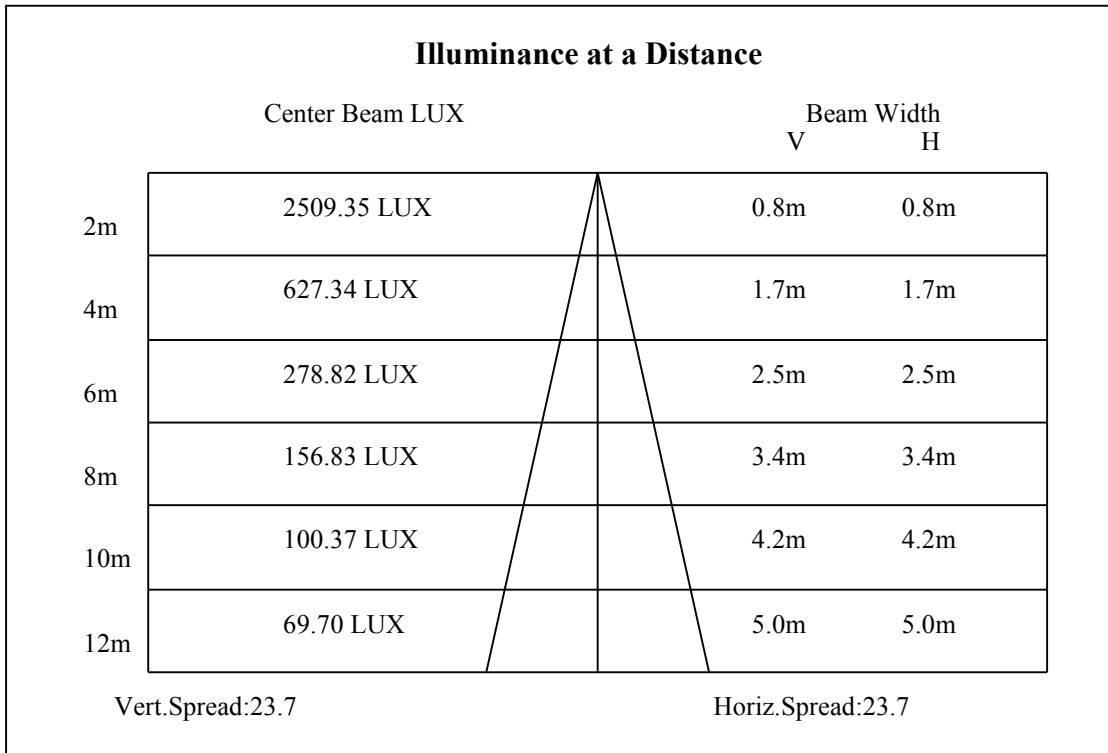 Illuminance at a Distance
Center Beam LUX Beam Width
V H
2m 2509.35 LUX 0.8m 0.8m
4m 627.34 LUX 1.7m 1.7m
6m 278.82 LUX 2.5m 2.5m
8m 156.83 LUX 3.4m 3.4m
10m 100.37 LUX 4.2m 4.2m
12m 69.70 LUX 5.0m 5.0m
Vert.Spread:23.7 Horiz.Spread:23.7